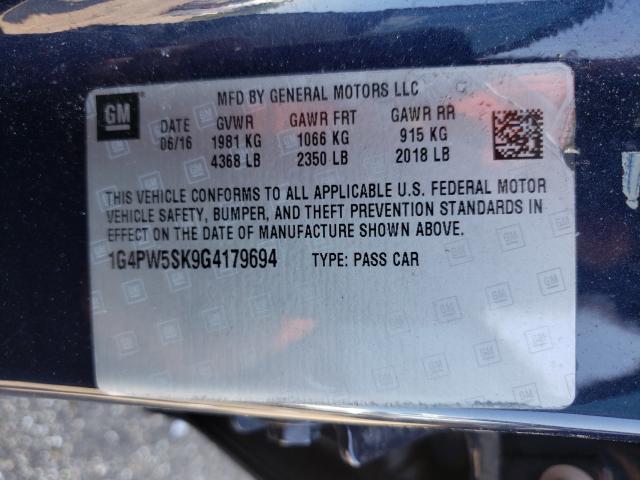 GM
MFD BY GENERAL MOTORS LLC
DATE GVWR GAWR FRT GAWR RR
06/16 1981 KG 1066 KG 915 KG
4368 LB 2350 LB 2018 LB
THIS VEHICLE CONFORMS TO ALL APPLICABLE U.S. FEDERAL MOTOR
VEHICLE SAFETY, BUMPER, AND THEFT PREVENTION STANDARDS IN
EFFECT ON THE DATE OF MANUFACTURE SHOWN ABOVE.
1G4PW5SK9G4179694 TYPE: PASS CAR